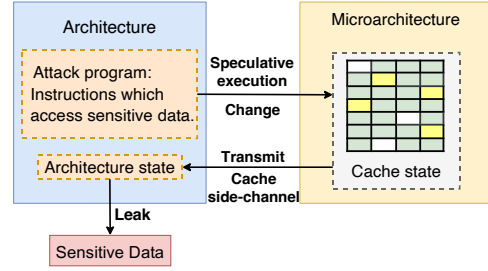 Architecture
Microarchitecture
Attack program:
Instructions which
access sensitive data.
Speculative
execution
Change
Transmit
Cache
side-channel
Architecture state
Cache state
Leak
Sensitive Data